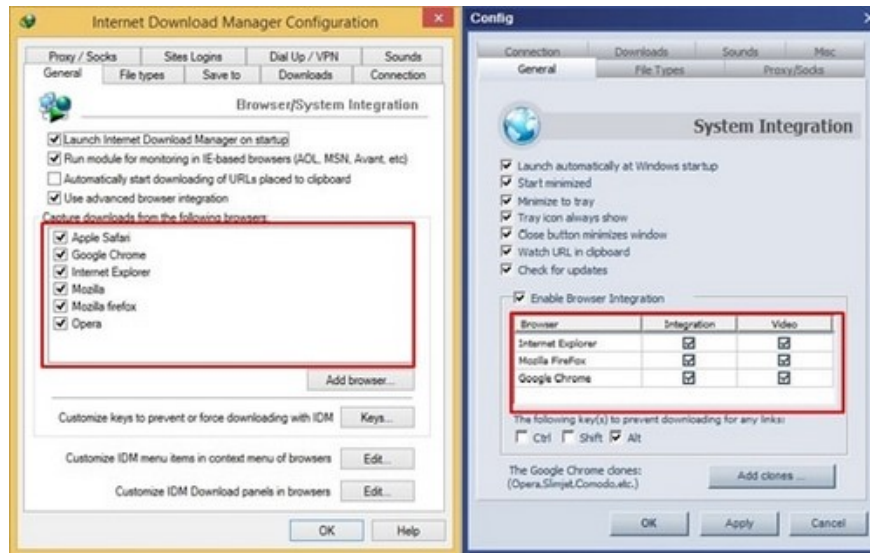 Internet Download Manager Configuration
Proxy / Socks Sites Logins Dial Up / VPN Sounds
General File types Save to Downloads Connection
Browser/System Integration
Launch Internet Download Manager on startup
Run module for monitoring in IE-based browsers (AOL, MSN, Avant, etc)
Automatically start downloading of URLs placed to clipboard
Use advanced browser integration
Capture downloads from the following browsers:
Apple Safari
Google Chrome
Internet Explorer
Mozilla
Mozilla firefox
Opera
Add browser...
Customize keys to prevent or force downloading with IDM Keys...
Customize IDM menu items in context menu of browsers Edit...
Customize IDM Download panels in browsers Edit...
OK Help
Config
Connection Downloads Sounds Misc
General File Types Proxy/Socks
System Integration
Launch automatically at Windows startup
Start minimized
Minimize to tray
Tray icon always show
Close button minimizes window
Watch URL in clipboard
Check for updates
Enable Browser Integration
Browser Integration Video
Internet Explorer
Mozilla FireFox
Google Chrome
The following key(s) to prevent downloading for any links:
Ctrl Shift Alt
The Google Chrome clones:
(Opera.Slimjet.Comodo.etc.) Add clones ...
OK Apply Cancel